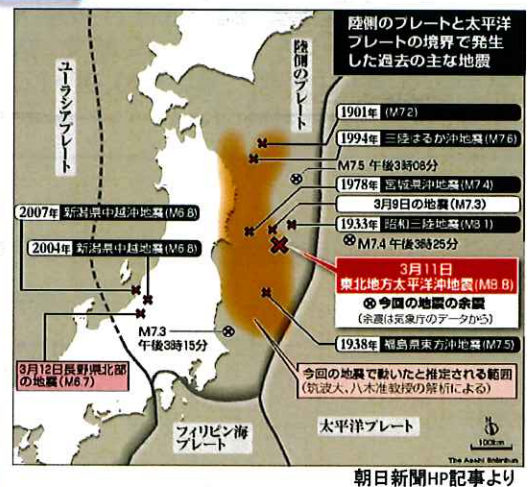 陸側のプレートと太平洋
プレートの境界で発生
した過去の主な地震
ユーラシアプレート
陸側のプレート
1901年 (M7.2)
1994年 三陸はるか沖地震(M7.6)
M7.5 午後3時08分
1978年 宮城県沖地震(M7.4)
3月9日の地震(M7.3)
1933年 昭和三陸地震(M8.1)
M7.4 午後3時25分
2007年 新潟県中越沖地震(M6.8)
2004年 新潟県中越地震(M6.8)
3月11日
東北地方太平洋沖地震(M8.8)
今回の地震の余震
(余震は気象庁のデータから)
M7.3
午後3時15分
1938年 福島県東方沖地震(M7.5)
3月12日長野県北部
の地震(M6.7)
今回の地震で動いたと推定される範囲
(筑波大、八木准教授の解析による)
フィリピン海
プレート
太平洋プレート
N
100km
The Asahi Shimbun
朝日新聞HP記事より